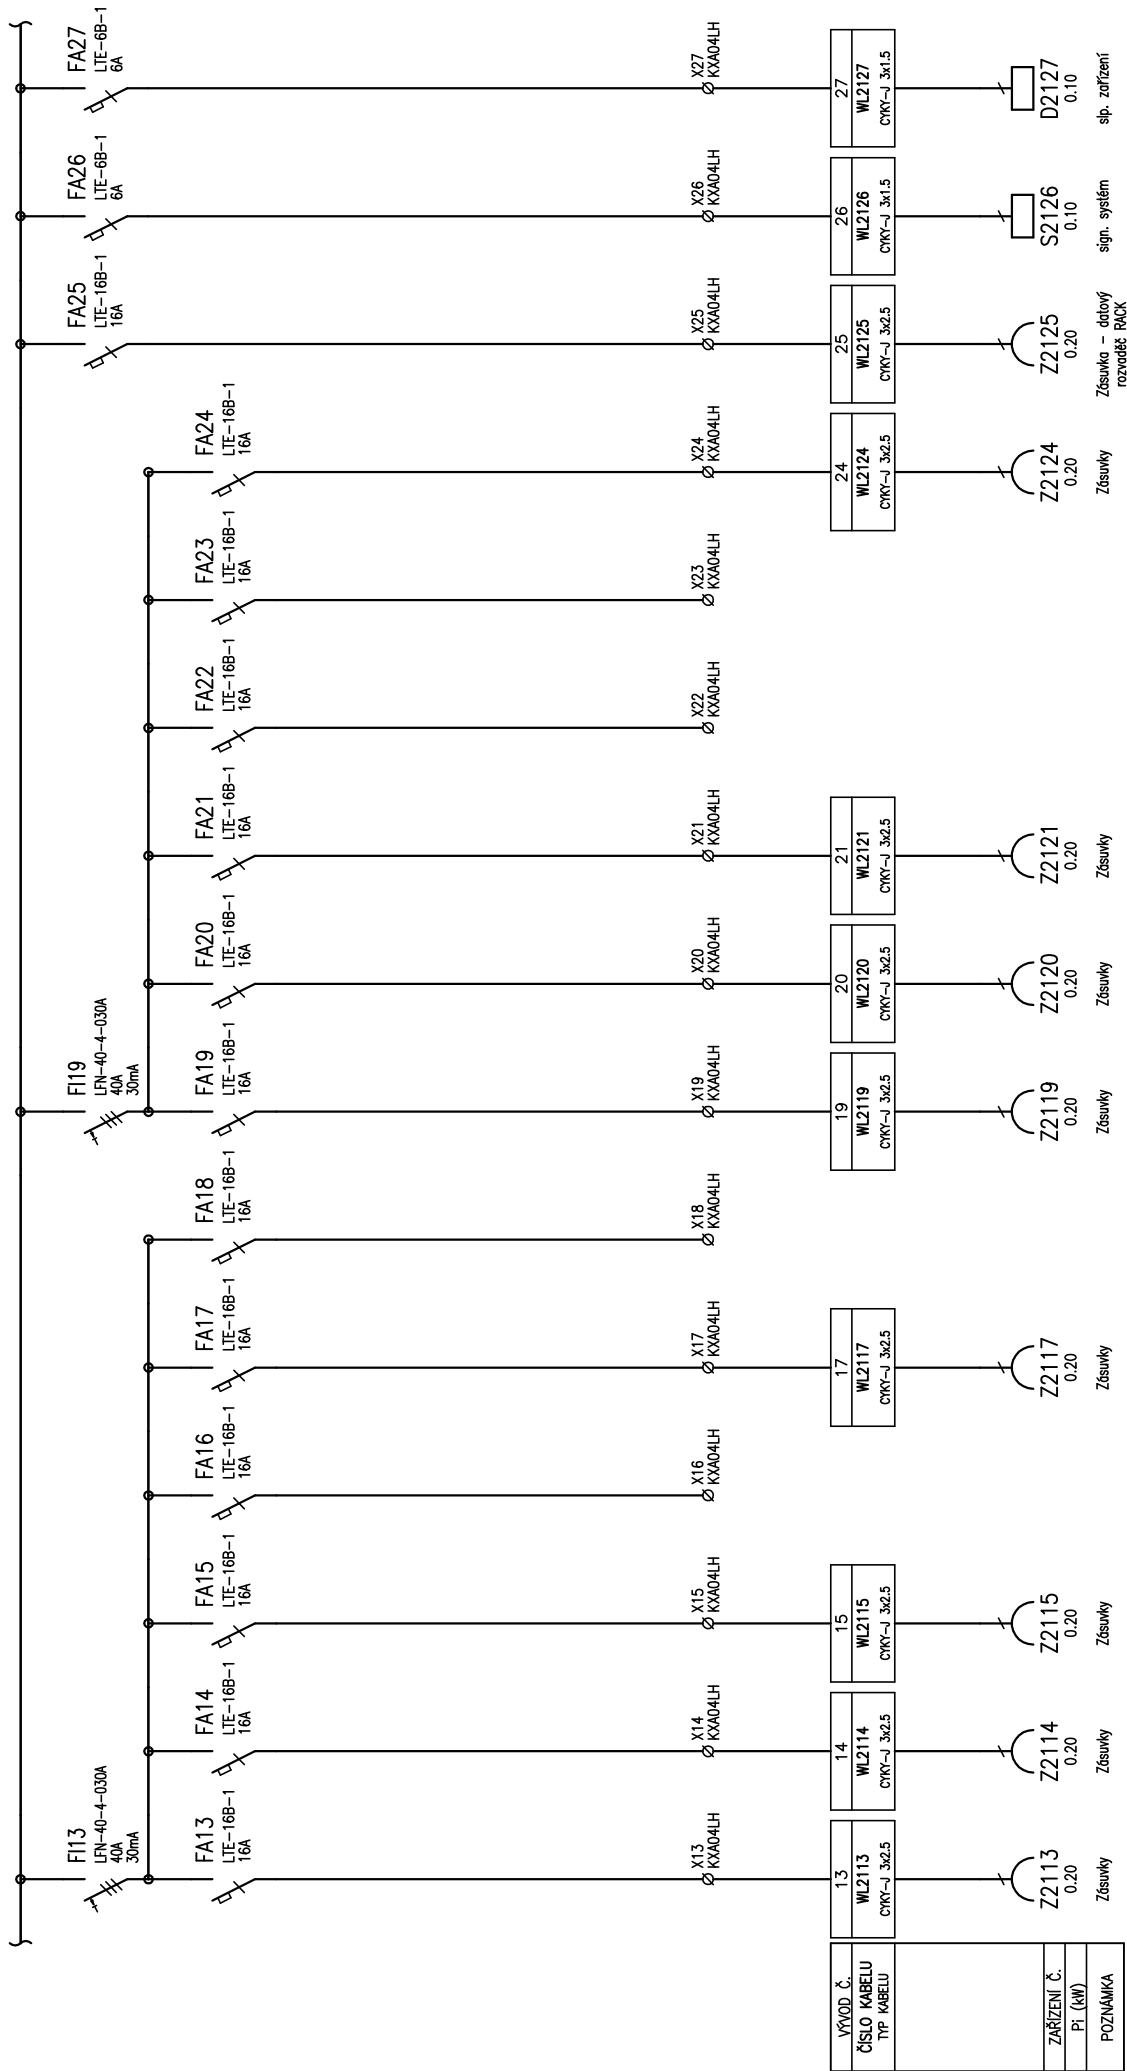 FI13
LFN-40-4-030A
40A
30mA
FI19
LFN-40-4-030A
40A
30mA
FA25
LTE-16B-1
16A
FA26
LTE-6B-1
6A
FA27
LTE-6B-1
6A
FA13
LTE-16B-1
16A
FA14
LTE-16B-1
16A
FA15
LTE-16B-1
16A
FA16
LTE-16B-1
16A
FA17
LTE-16B-1
16A
FA18
LTE-16B-1
16A
FA19
LTE-16B-1
16A
FA20
LTE-16B-1
16A
FA21
LTE-16B-1
16A
FA22
LTE-16B-1
16A
FA23
LTE-16B-1
16A
FA24
LTE-16B-1
16A
X13
KXA04LH
X14
KXA04LH
X15
KXA04LH
X16
KXA04LH
X17
KXA04LH
X18
KXA04LH
X19
KXA04LH
X20
KXA04LH
X21
KXA04LH
X22
KXA04LH
X23
KXA04LH
X24
KXA04LH
X25
KXA04LH
X26
KXA04LH
X27
KXA04LH
VÝVOD Č.
ČÍSLO KABELU
TYP KABELU
13
WL2113
CYKY-J 3x2.5
14
WL2114
CYKY-J 3x2.5
15
WL2115
CYKY-J 3x2.5
17
WL2117
CYKY-J 3x2.5
19
WL2119
CYKY-J 3x2.5
20
WL2120
CYKY-J 3x2.5
21
WL2121
CYKY-J 3x2.5
24
WL2124
CYKY-J 3x2.5
25
WL2125
CYKY-J 3x2.5
26
WL2126
CYKY-J 3x1.5
27
WL2127
CYKY-J 3x1.5
ZAŘÍZENÍ Č.
Pi (kW)
POZNÁMKA
Z2113
0.20
Zásuvky
Z2114
0.20
Zásuvky
Z2115
0.20
Zásuvky
Z2117
0.20
Zásuvky
Z2119
0.20
Zásuvky
Z2120
0.20
Zásuvky
Z2121
0.20
Zásuvky
Z2124
0.20
Zásuvky
Z2125
0.20
Zásuvka - datový
rozvaděč RACK
S2126
0.10
sign. systém
D2127
0.10
slp. zařízení